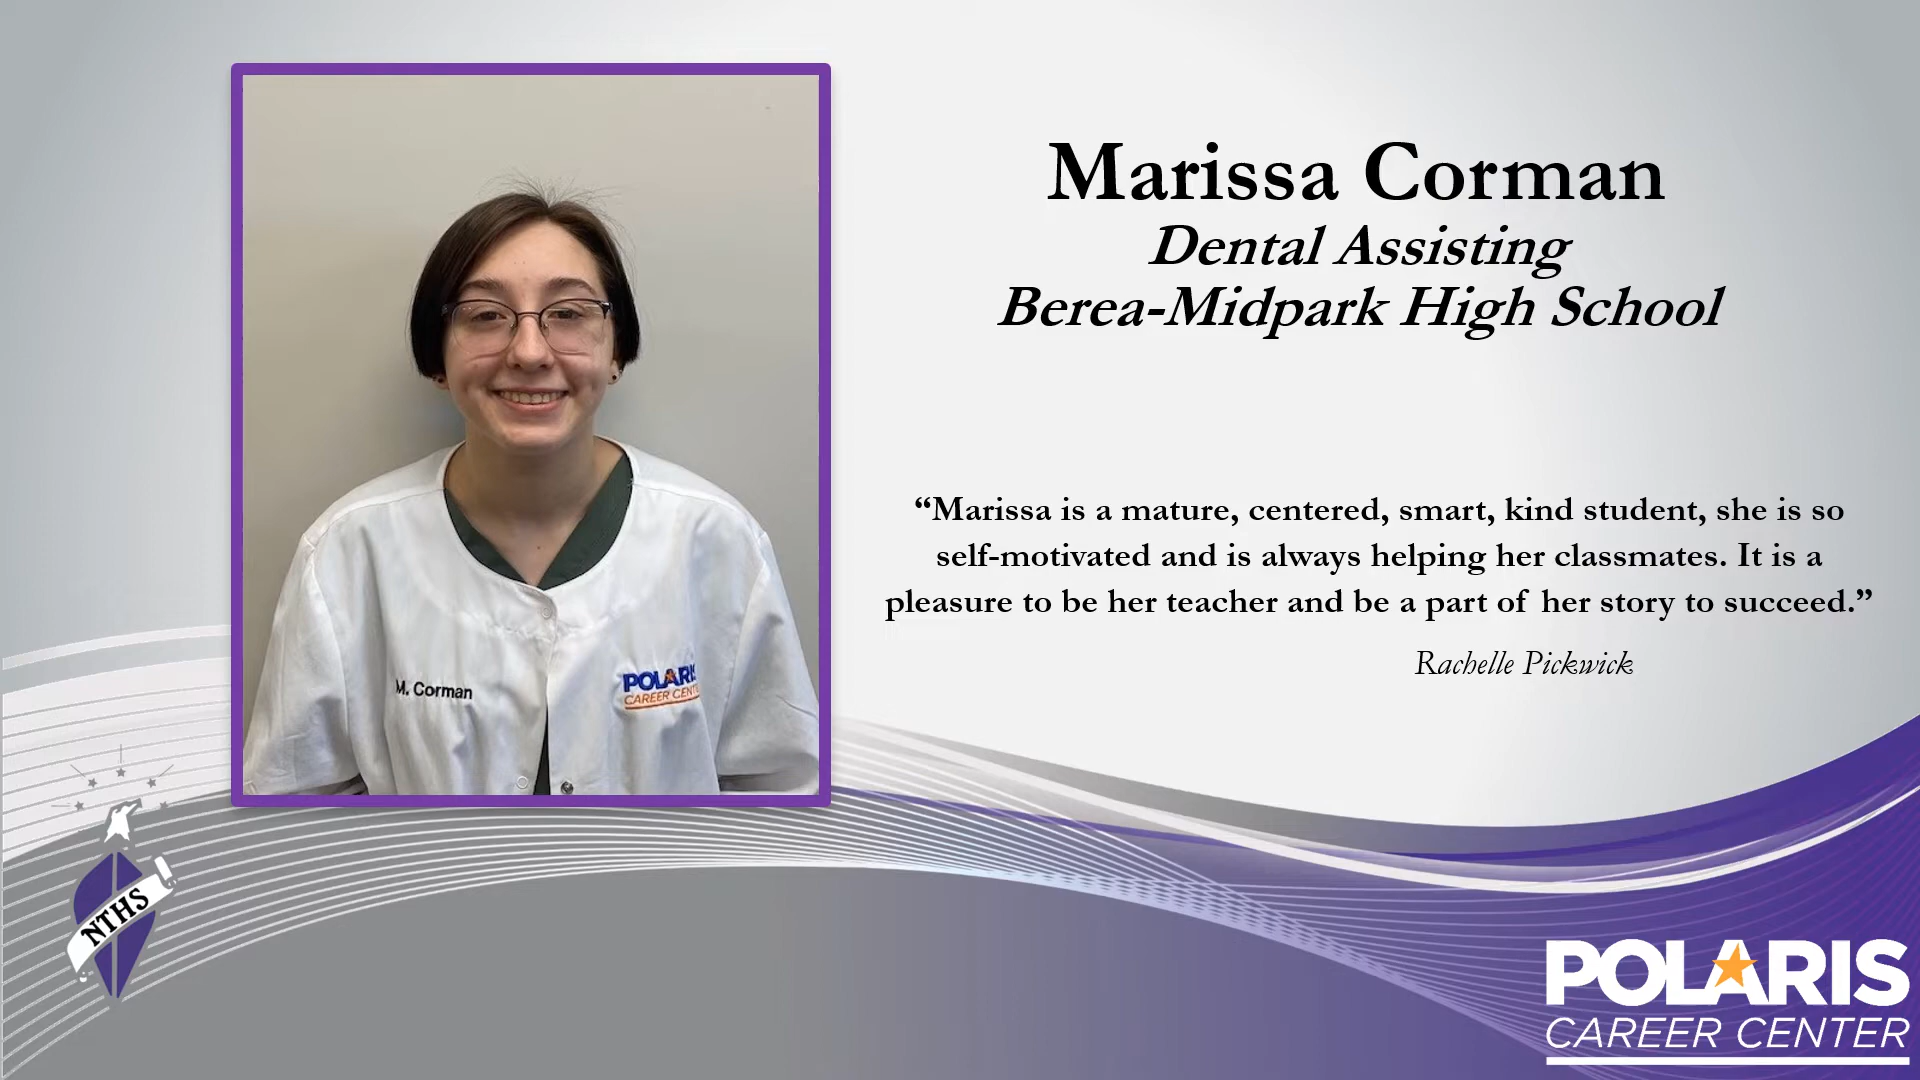 Marissa Corman
Dental Assisting
Berea-Midpark High School
“Marissa is a mature, centered, smart, kind student, she is so
self-motivated and is always helping her classmates. It is a
pleasure to be her teacher and be a part of her story to succeed.”
Rachelle Pickwick
M. Corman
POLARIS
CAREER CENTE
NTHS
POLARIS
CAREER CENTER